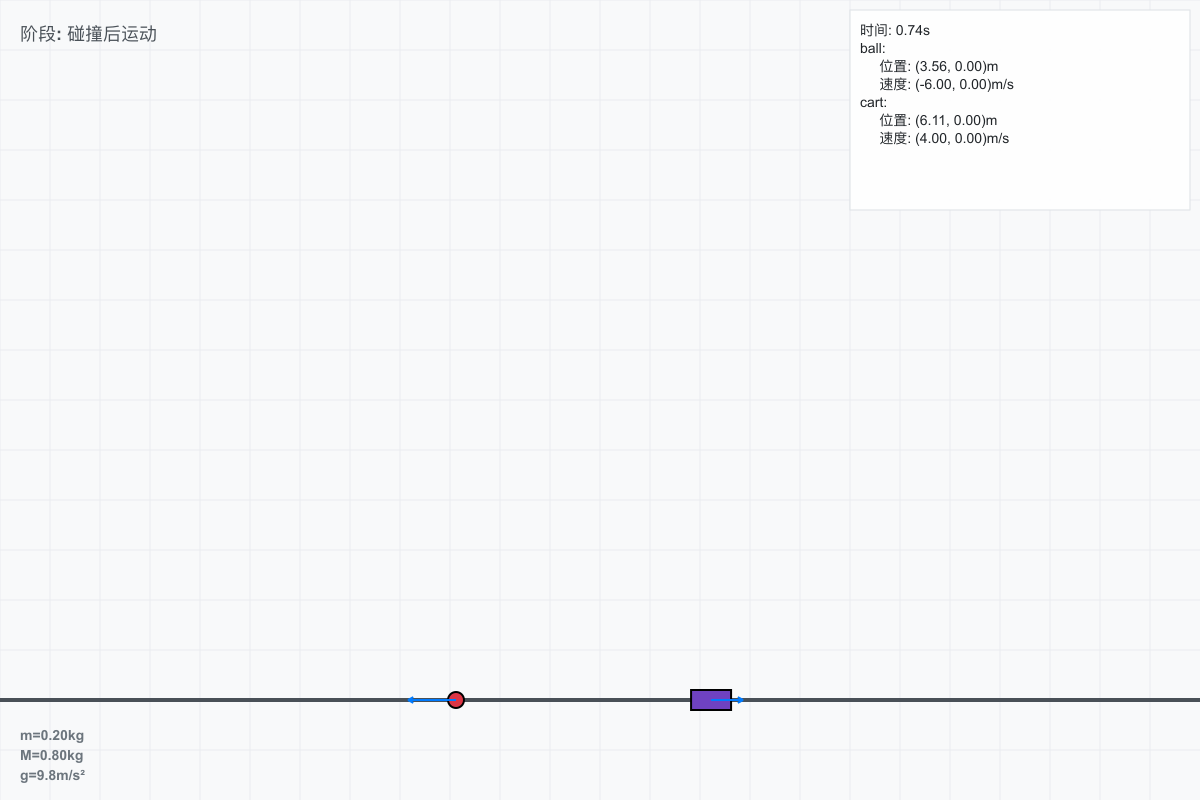 阶段: 碰撞后运动
时间: 0.74s
ball:
位置: (3.56, 0.00)m
速度: (-6.00, 0.00)m/s
cart:
位置: (6.11, 0.00)m
速度: (4.00, 0.00)m/s
m=0.20kg
M=0.80kg
g=9.8m/s²